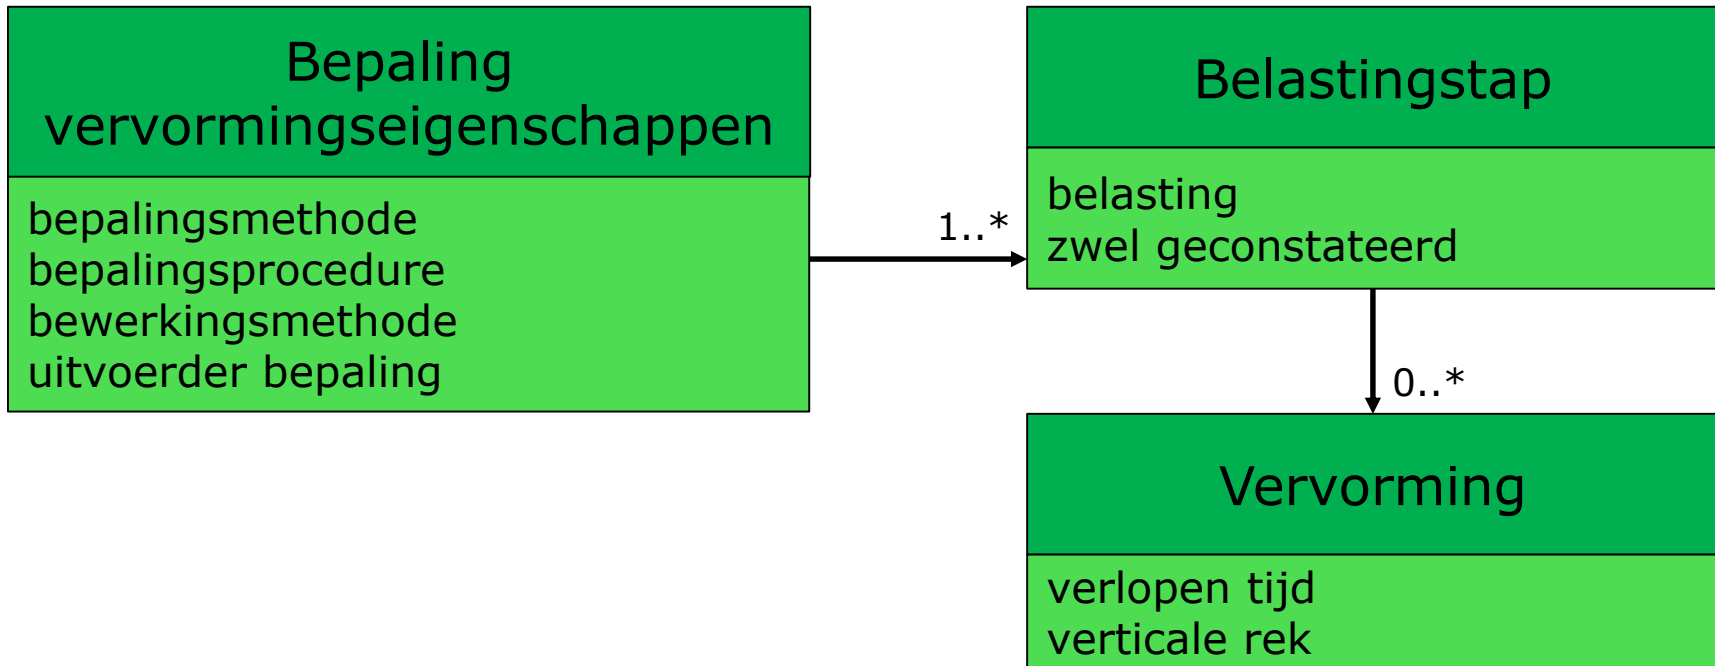 Bepaling
vervormingseigenschappen
bepalingsmethode
bepalingsprocedure
bewerkingsmethode
uitvoerder bepaling
1..*
Belastingstap
belasting
zwel geconstateerd
0..*
Vervorming
verlopen tijd
verticale rek